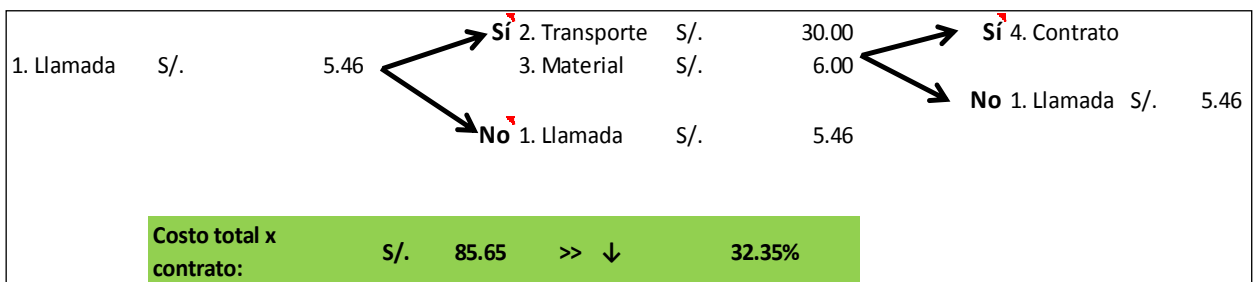 Sí 2. Transporte S/. 30.00 Sí 4. Contrato
1. Llamada S/. 5.46 3. Material S/. 6.00
No 1. Llamada S/. 5.46
No 1. Llamada S/. 5.46
Costo total x contrato: S/. 85.65 >> ↓ 32.35%